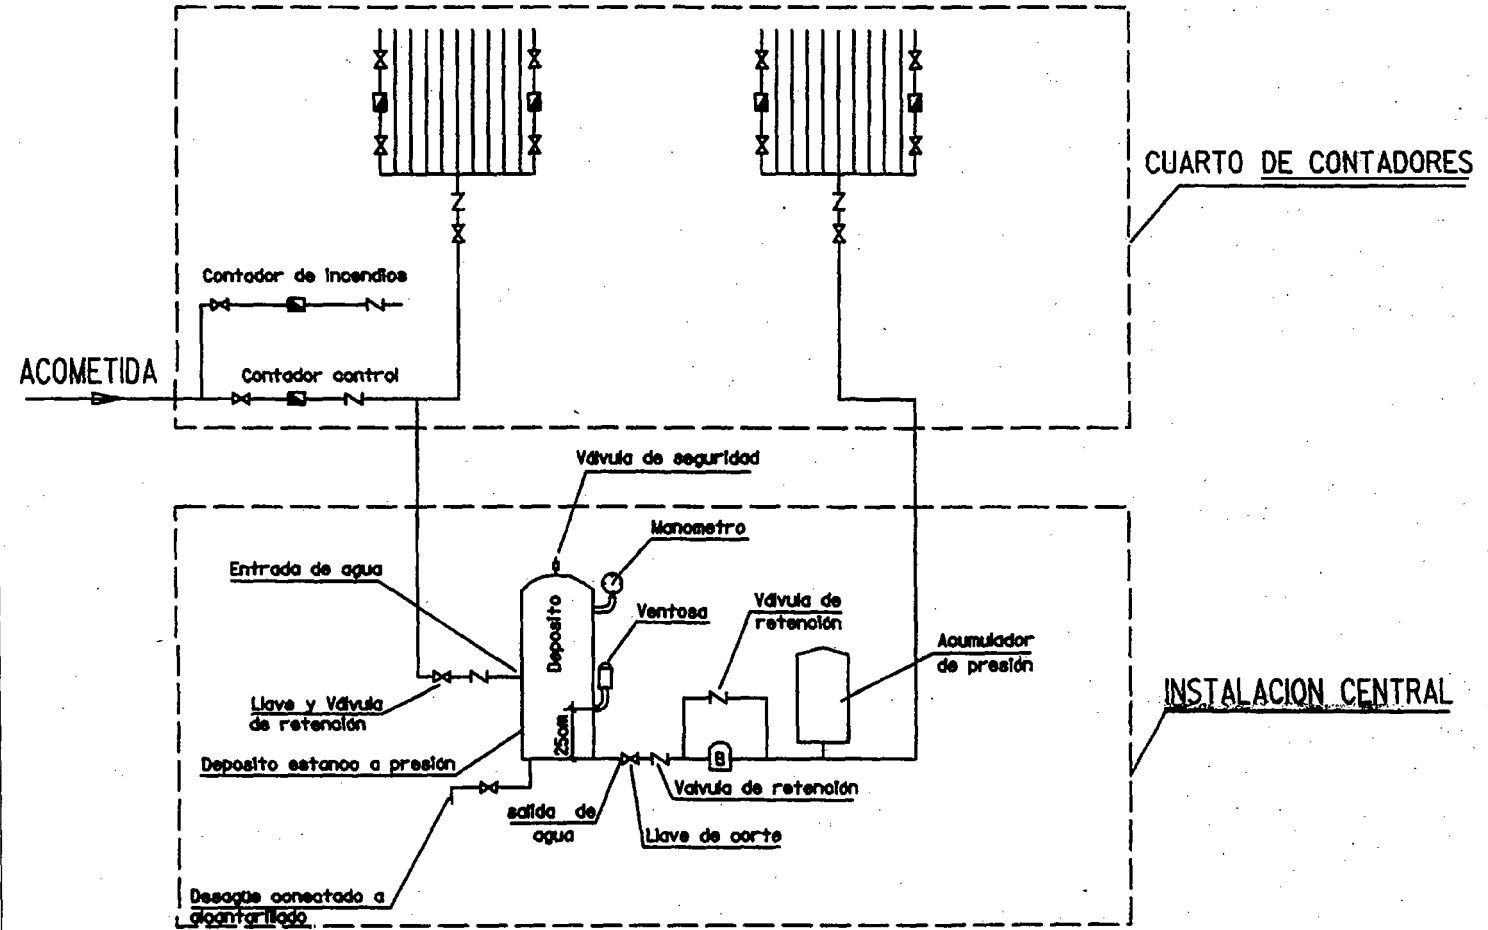 CUARTO DE CONTADORES
Contador de incendios
ACOMETIDA
Contador control
Válvula de seguridad
Manometro
Entrada de agua
Deposito
Ventosa
Válvula de
retención
Acumulador
de presión
Llave y Válvula
de retención
INSTALACION CENTRAL
25cm
Deposito estanco a presión
B
Valvula de retención
salida de
agua
Llave de corte
Desagüe conectado a
alcantarillado